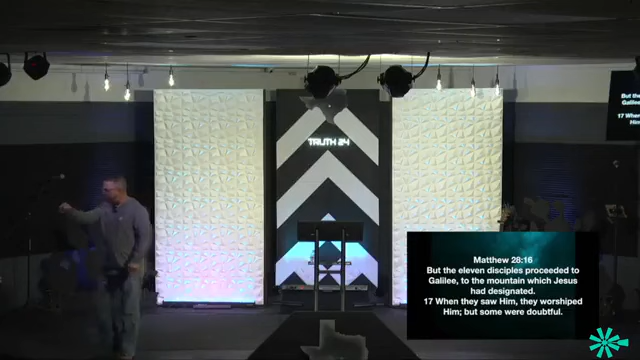 TRUTH 24
But the
Galilee,
17 When
Him;
Matthew 28:16
But the eleven disciples proceeded to
Galilee, to the mountain which Jesus
had designated.
17 When they saw Him, they worshiped
Him; but some were doubtful.